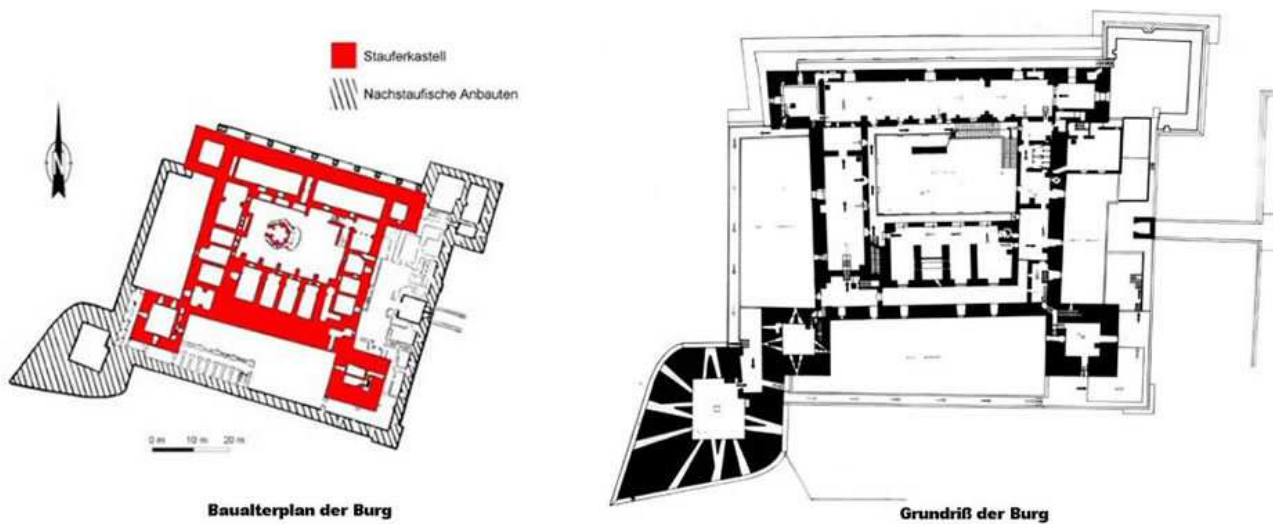 Stauferkastell
Nachstaufische Anbauten
N
0 m 10 m 20 m
Baualterplan der Burg
Grundriß der Burg